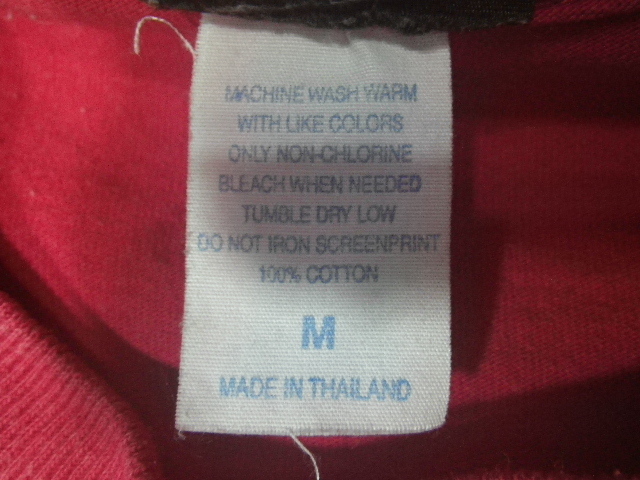 MACHINE WASH WARM
WITH LIKE COLORS
ONLY NON-CHLORINE
BLEACH WHEN NEEDED
TUMBLE DRY LOW
DO NOT IRON SCREENPRINT
100% COTTON
M
MADE IN THAILAND